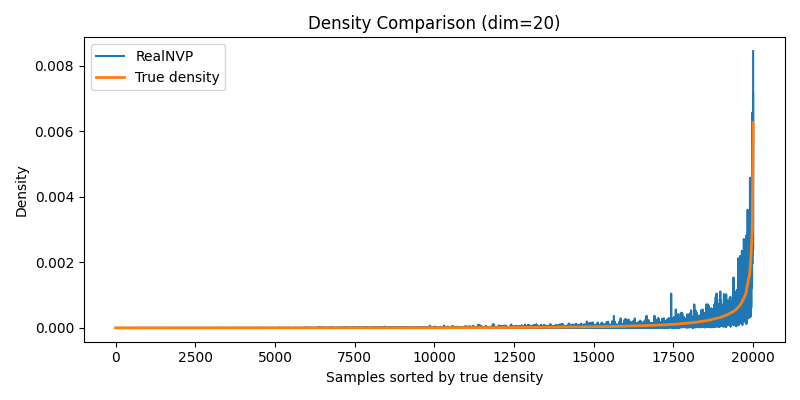 Density Comparison (dim=20)
RealNVP
True density
Density
0.008
0.006
0.004
0.002
0.000
0 2500 5000 7500 10000 12500 15000 17500 20000
Samples sorted by true density